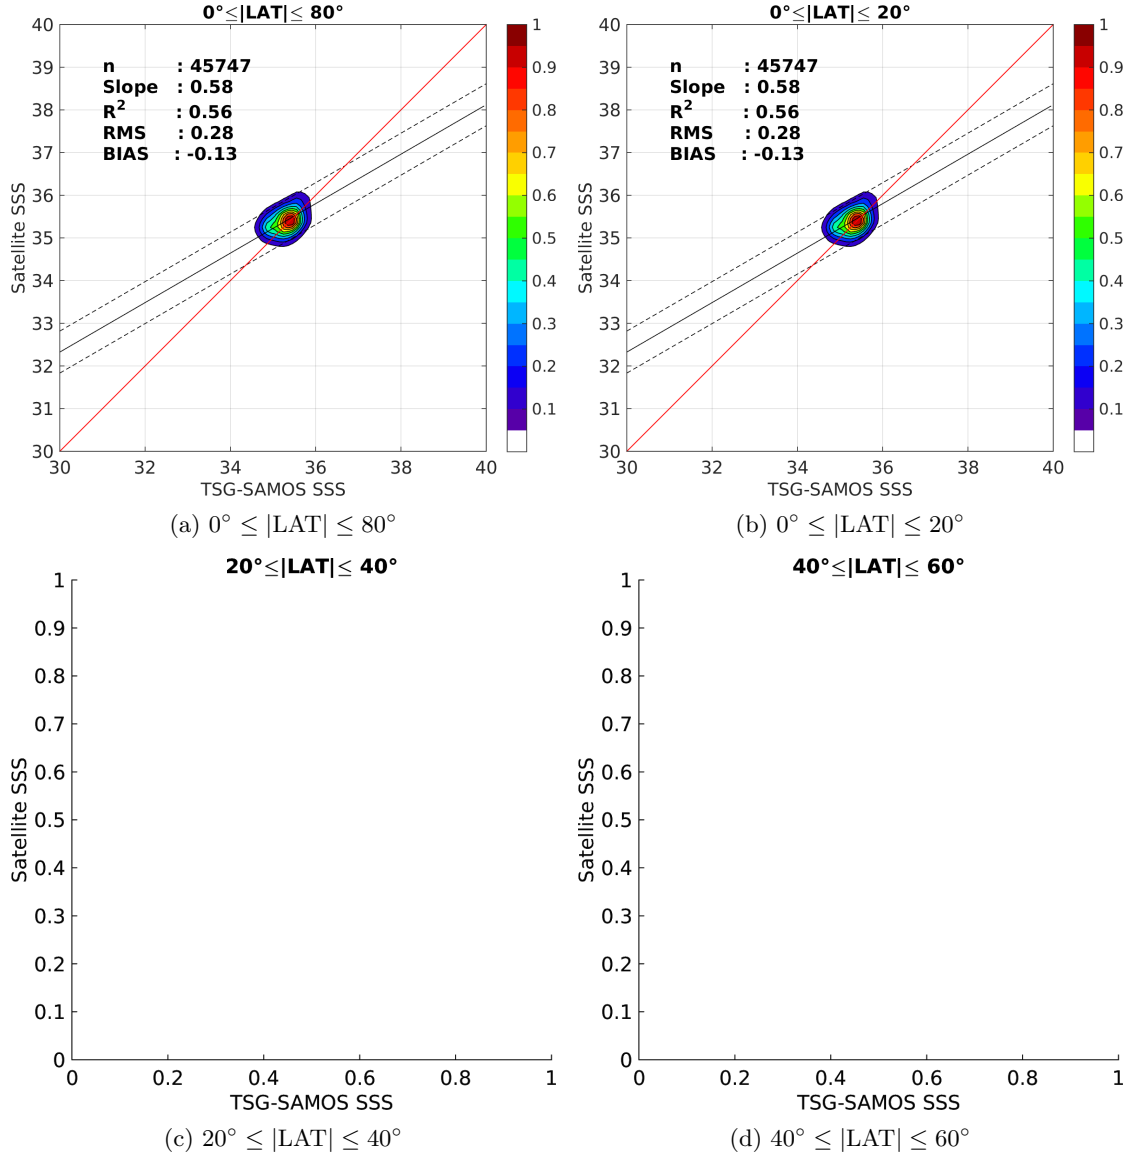 0°≤|LAT|≤ 80°
40
39
38
37
36
35
34
33
32
31
30
n : 45747
Slope : 0.58
R2 : 0.56
RMS : 0.28
BIAS : -0.13
Satellite SSS
30 32 34 36 38 40
TSG-SAMOS SSS
1
0.9
0.8
0.7
0.6
0.5
0.4
0.3
0.2
0.1
(a) 0° ≤ |LAT| ≤ 80°
0°≤|LAT|≤ 20°
40
39
38
37
36
35
34
33
32
31
30
n : 45747
Slope : 0.58
R2 : 0.56
RMS : 0.28
BIAS : -0.13
Satellite SSS
30 32 34 36 38 40
TSG-SAMOS SSS
1
0.9
0.8
0.7
0.6
0.5
0.4
0.3
0.2
0.1
(b) 0° ≤ |LAT| ≤ 20°
20°≤|LAT|≤ 40°
1
0.9
0.8
0.7
0.6
0.5
0.4
0.3
0.2
0.1
0
Satellite SSS
0 0.2 0.4 0.6 0.8 1
TSG-SAMOS SSS
(c) 20° ≤ |LAT| ≤ 40°
40°≤|LAT|≤ 60°
1
0.9
0.8
0.7
0.6
0.5
0.4
0.3
0.2
0.1
0
Satellite SSS
0 0.2 0.4 0.6 0.8 1
TSG-SAMOS SSS
(d) 40° ≤ |LAT| ≤ 60°